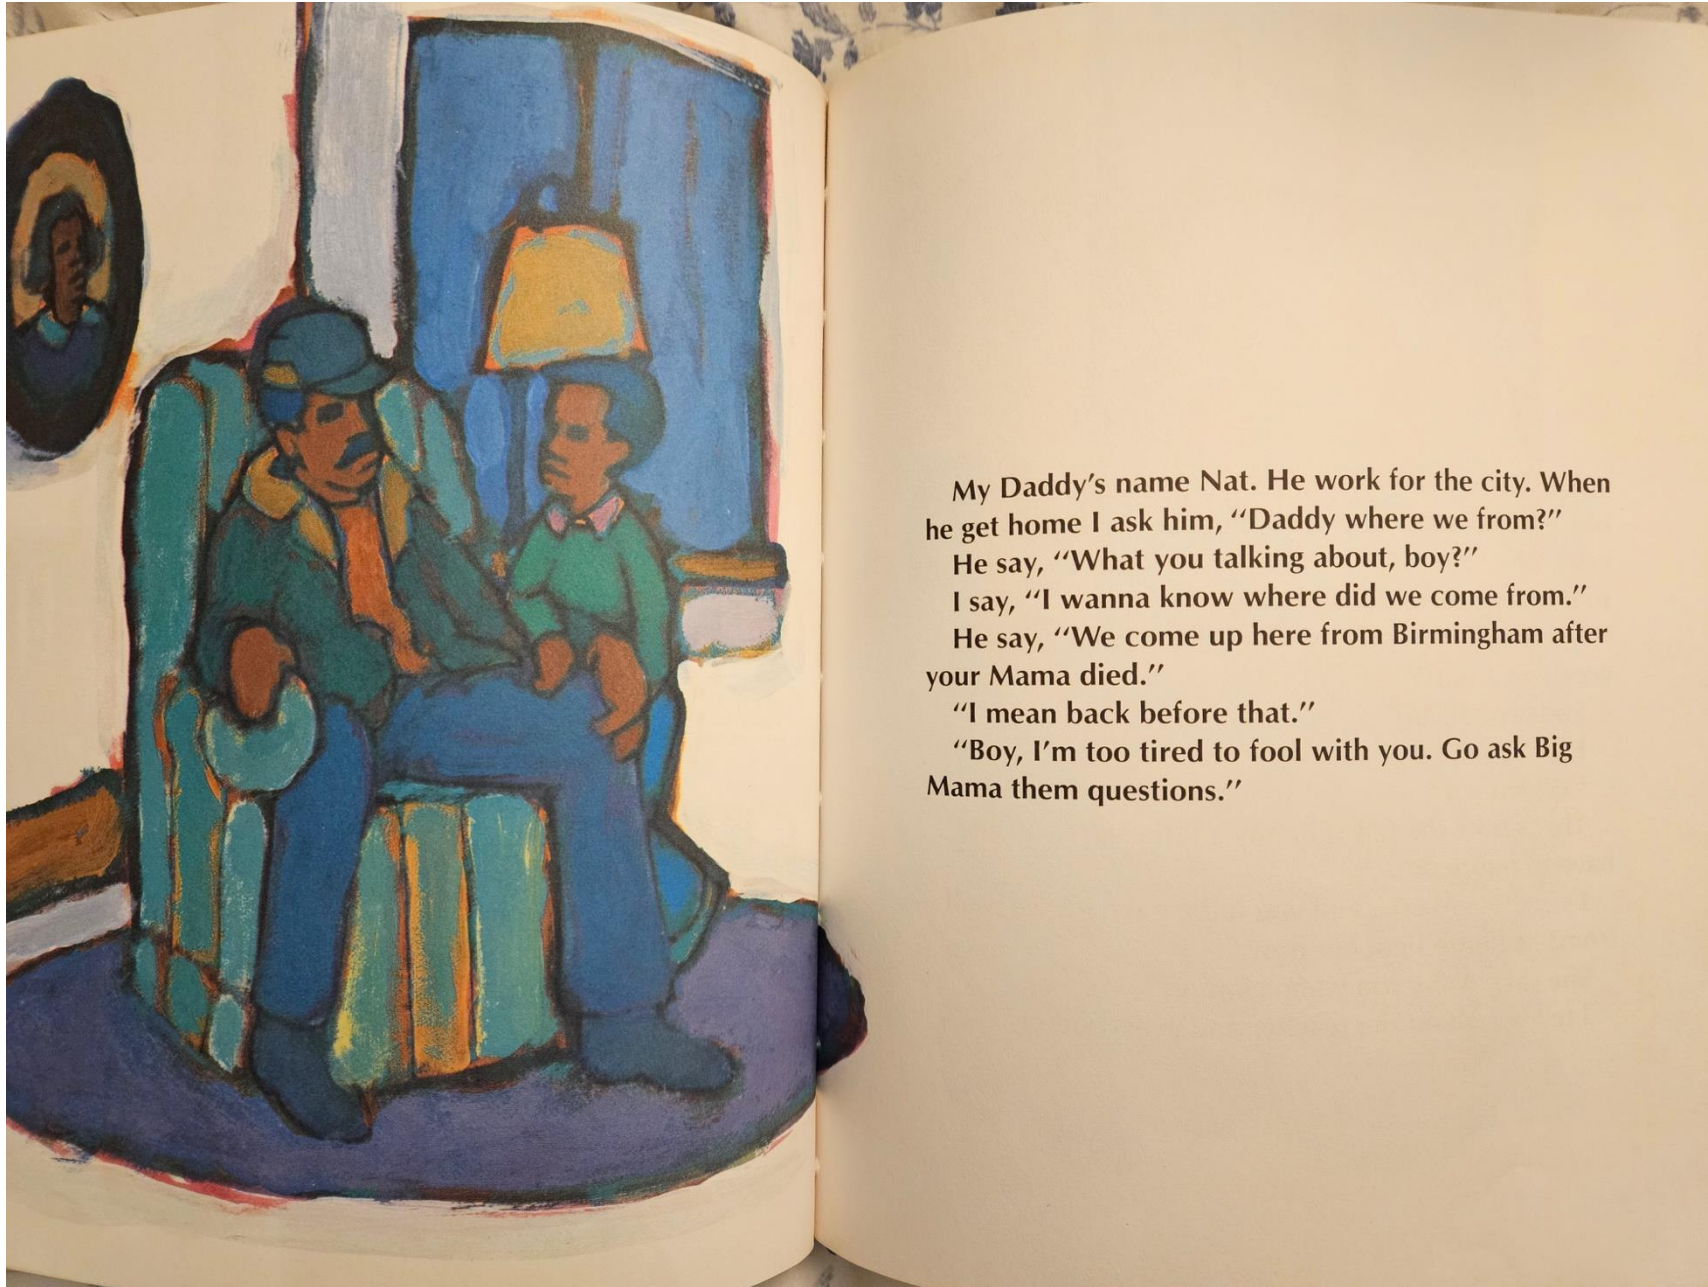 My Daddy’s name Nat. He work for the city. When
he get home I ask him, “Daddy where we from?”
He say, “What you talking about, boy?”
I say, “I wanna know where did we come from.”
He say, “We come up here from Birmingham after
your Mama died.”
“I mean back before that.”
“Boy, I’m too tired to fool with you. Go ask Big
Mama them questions.”